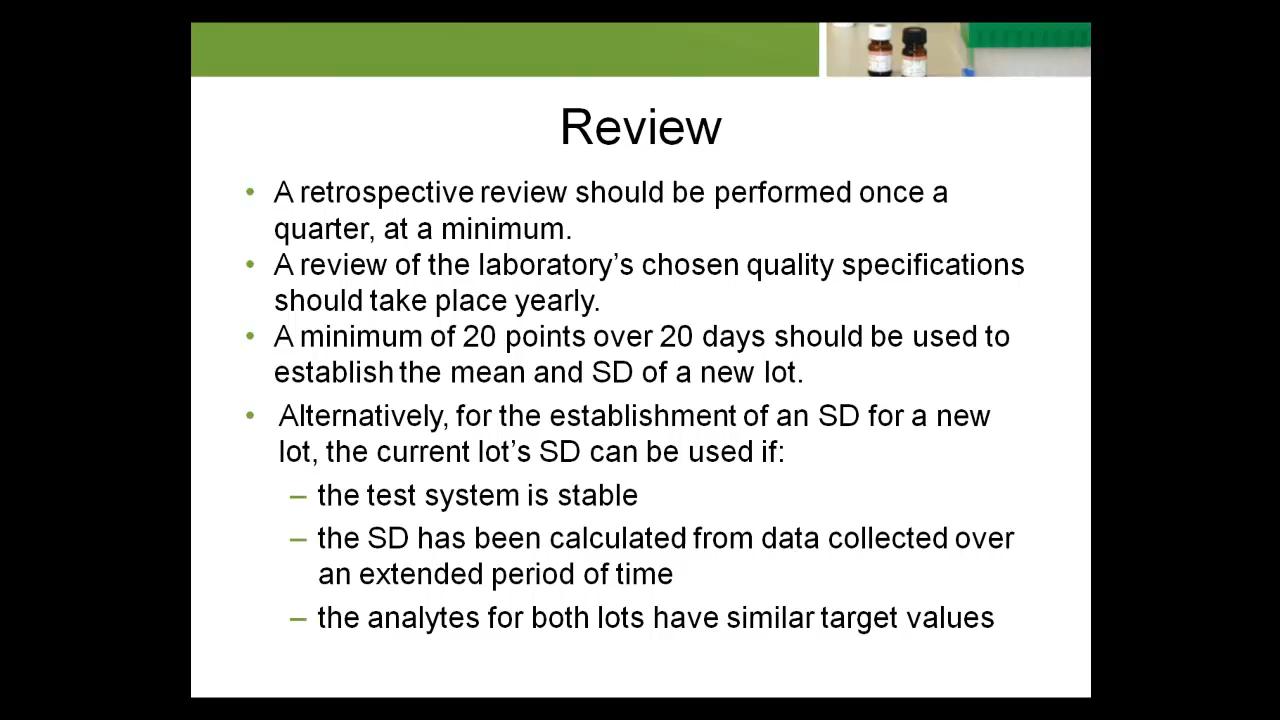 Review
• A retrospective review should be performed once a
quarter, at a minimum.
• A review of the laboratory's chosen quality specifications
should take place yearly.
• A minimum of 20 points over 20 days should be used to
establish the mean and SD of a new lot.
• Alternatively, for the establishment of an SD for a new
lot, the current lot's SD can be used if:
– the test system is stable
– the SD has been calculated from data collected over
an extended period of time
– the analytes for both lots have similar target values